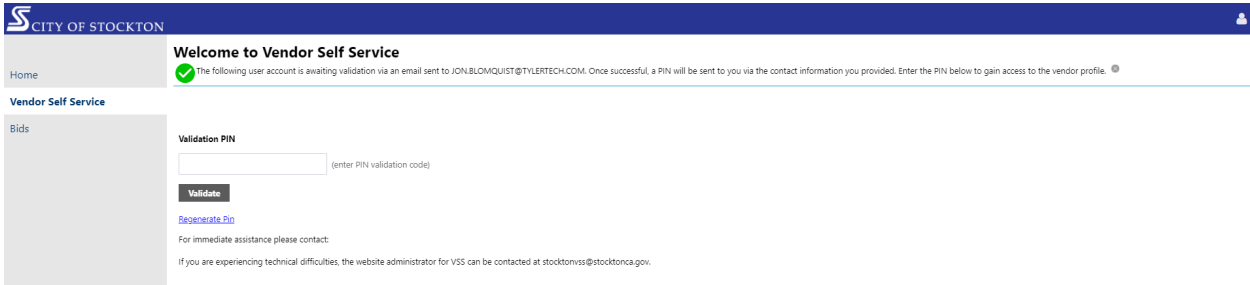 CITY OF STOCKTON
Welcome to Vendor Self Service
The following user account is awaiting validation via an email sent to JON.BLOMQUIST@TYLERTECH.COM. Once successful, a PIN will be sent to you via the contact information you provided. Enter the PIN below to gain access to the vendor profile.
Home
Vendor Self Service
Bids
Validation PIN
(enter PIN validation code)
Validate
Regenerate Pin
For immediate assistance please contact:
If you are experiencing technical difficulties, the website administrator for VSS can be contacted at stocktonvss@stocktonca.gov.